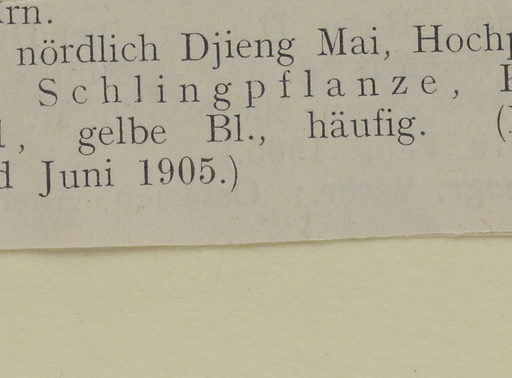 rn.
nördlich Djieng Mai, Hoch
Schlingpflanze,
, gelbe Bl., häufig. (
Juni 1905.)